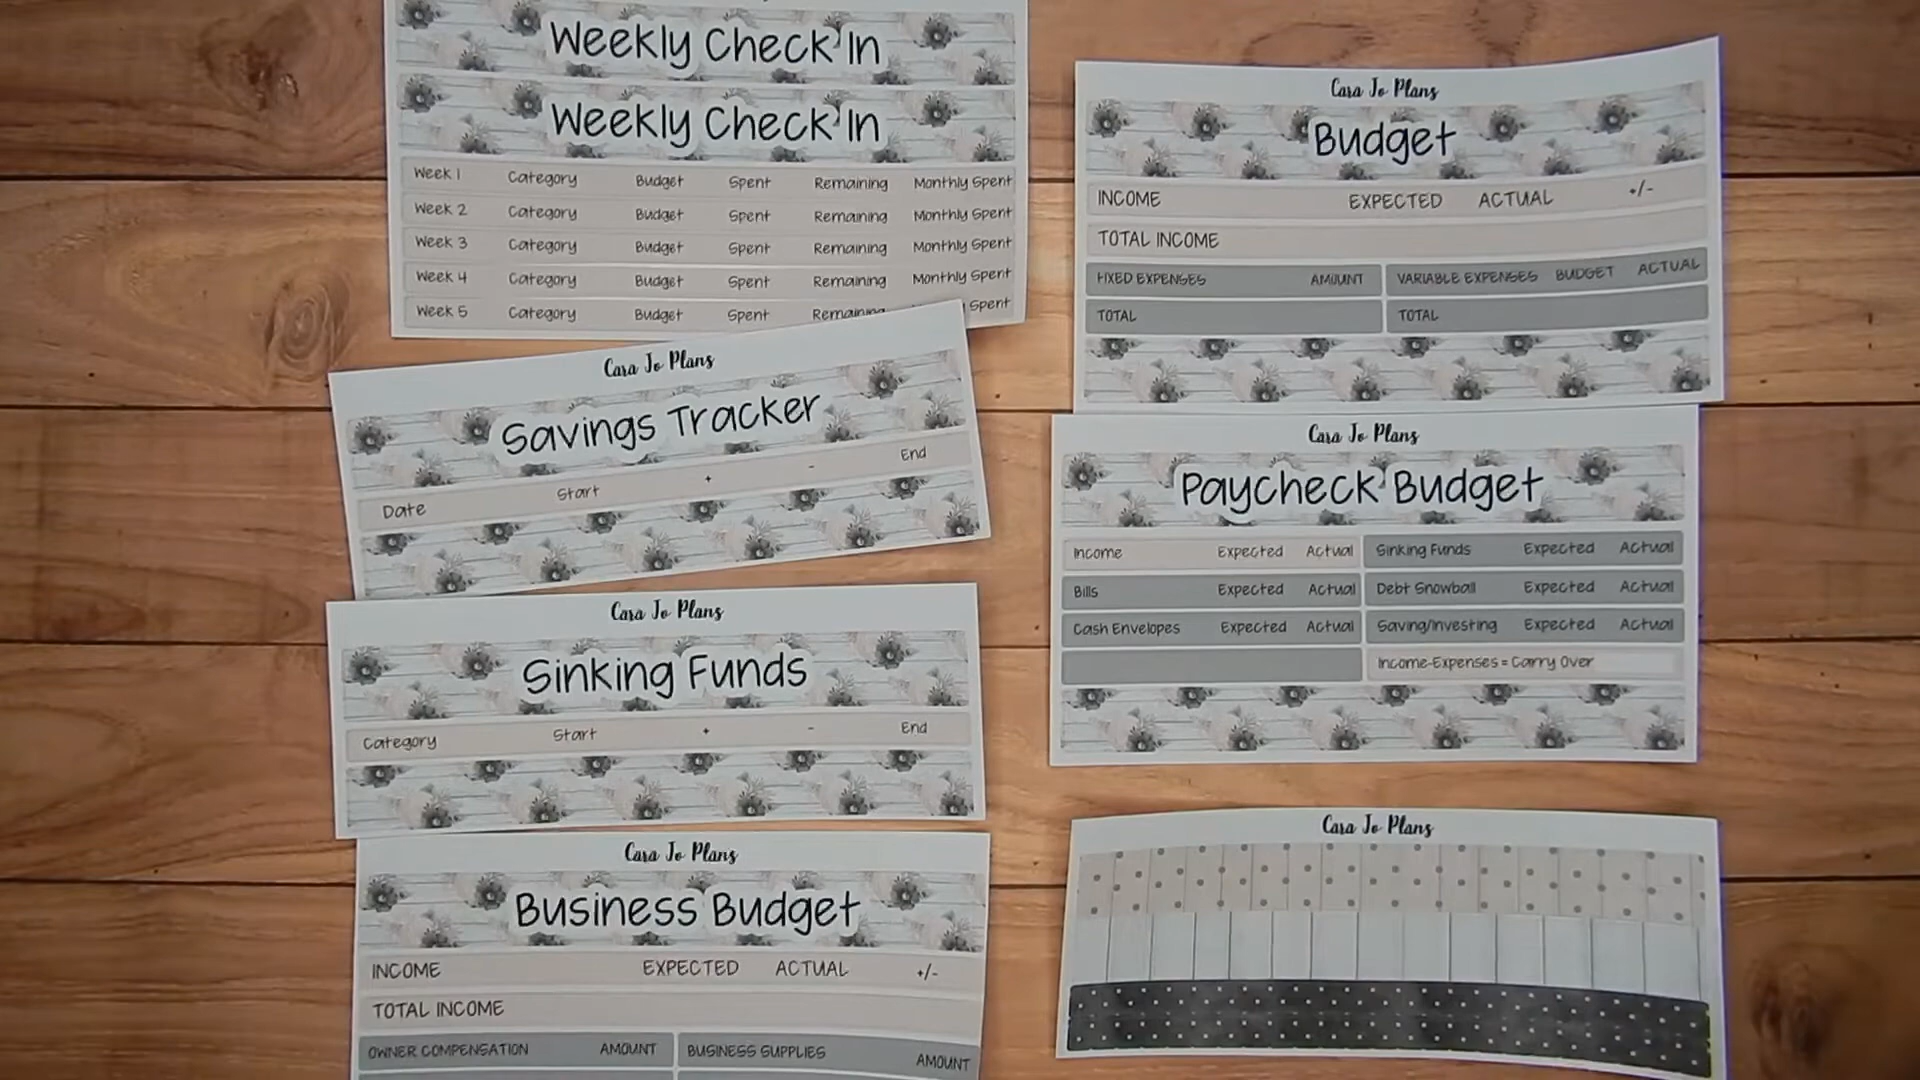 Weekly Check In
Weekly Check In
Week 1 Category Budget Spent Remaining Monthly Spent
Week 2 Category Budget Spent Remaining Monthly Spent
Week 3 Category Budget Spent Remaining Monthly Spent
Week 4 Category Budget Spent Remaining Monthly Spent
Week 5 Category Budget Spent Remaining Spent
Cara Jo Plans
Savings Tracker
Date Start + - End
Cara Jo Plans
Sinking Funds
Category Start + - End
Cara Jo Plans
Business Budget
INCOME EXPECTED ACTUAL +/-
TOTAL INCOME
OWNER COMPENSATION AMOUNT BUSINESS SUPPLIES AMOUNT
Cara Jo Plans
Budget
INCOME EXPECTED ACTUAL +/-
TOTAL INCOME
FIXED EXPENSES AMOUNT VARIABLE EXPENSES BUDGET ACTUAL
TOTAL TOTAL
Cara Jo Plans
Paycheck Budget
Income Expected Actual Sinking Funds Expected Actual
Bills Expected Actual Debt Snowball Expected Actual
Cash Envelopes Expected Actual Saving/Investing Expected Actual
Income-Expenses = Carry Over
Cara Jo Plans